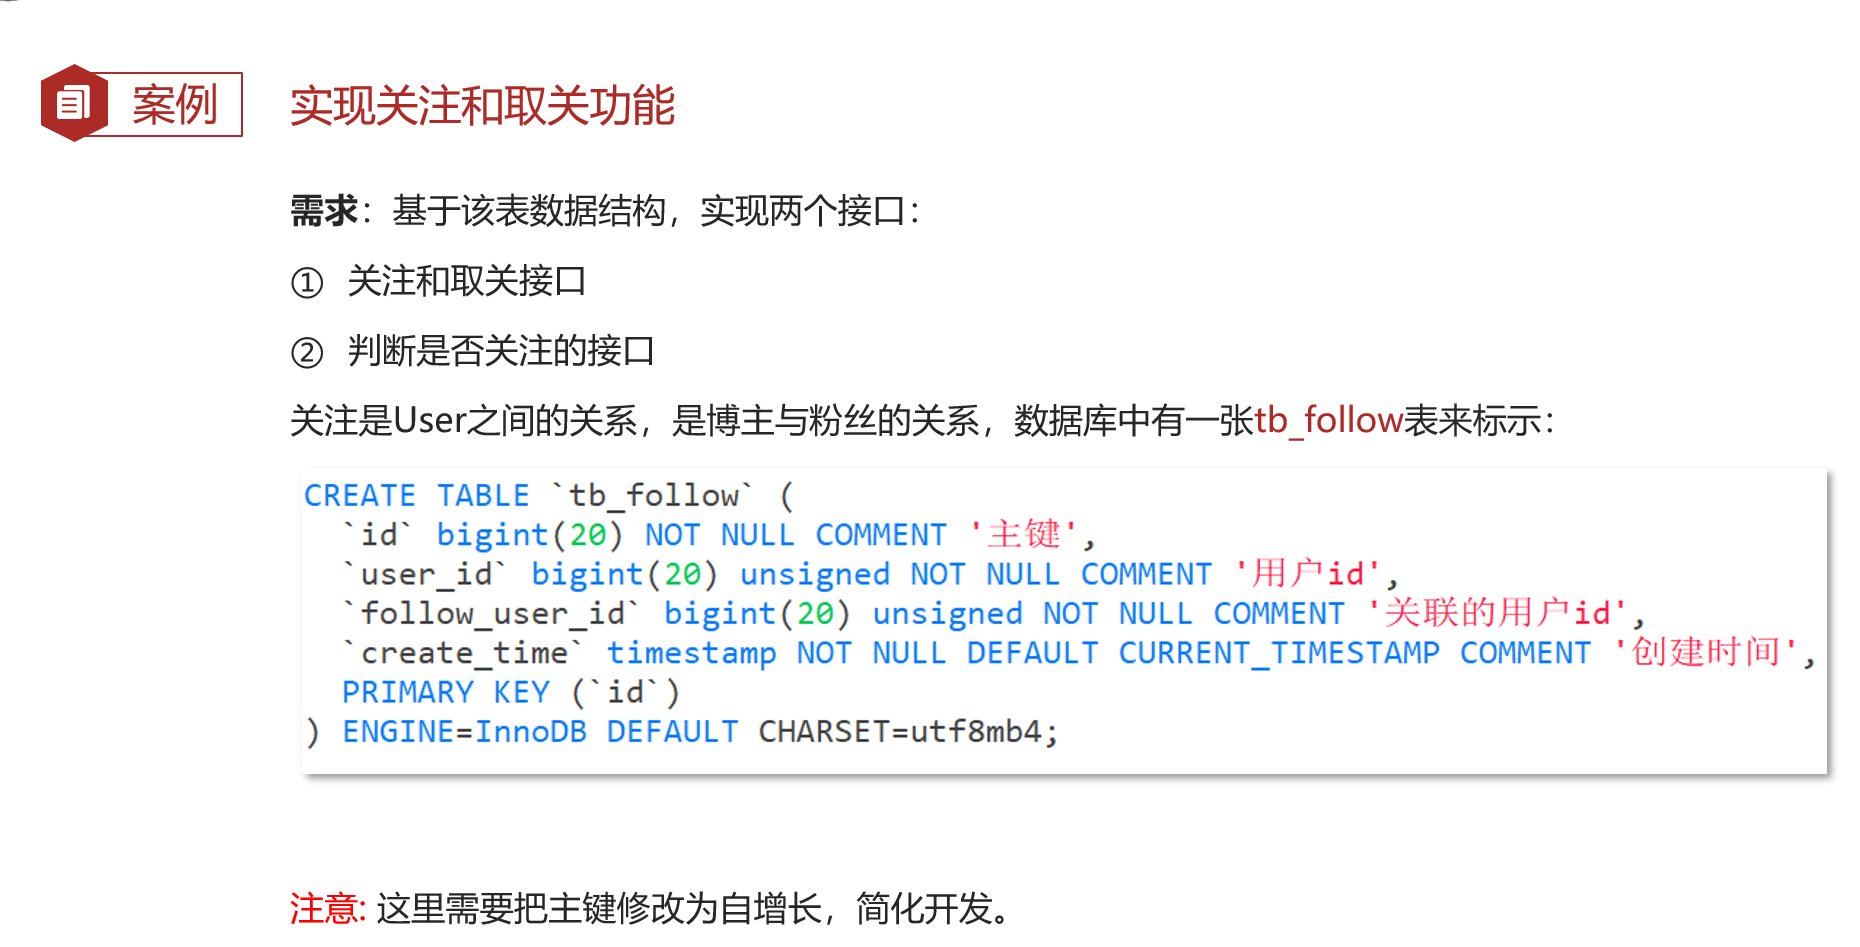 案例
实现关注和取关功能
需求：基于该表数据结构，实现两个接口：
① 关注和取关接口
② 判断是否关注的接口
关注是User之间的关系，是博主与粉丝的关系，数据库中有一张tb_follow表来标示：
CREATE TABLE `tb_follow` (
  `id` bigint(20) NOT NULL COMMENT '主键',
  `user_id` bigint(20) unsigned NOT NULL COMMENT '用户id',
  `follow_user_id` bigint(20) unsigned NOT NULL COMMENT '关联的用户id',
  `create_time` timestamp NOT NULL DEFAULT CURRENT_TIMESTAMP COMMENT '创建时间',
  PRIMARY KEY (`id`)
) ENGINE=InnoDB DEFAULT CHARSET=utf8mb4;
注意: 这里需要把主键修改为自增长，简化开发。